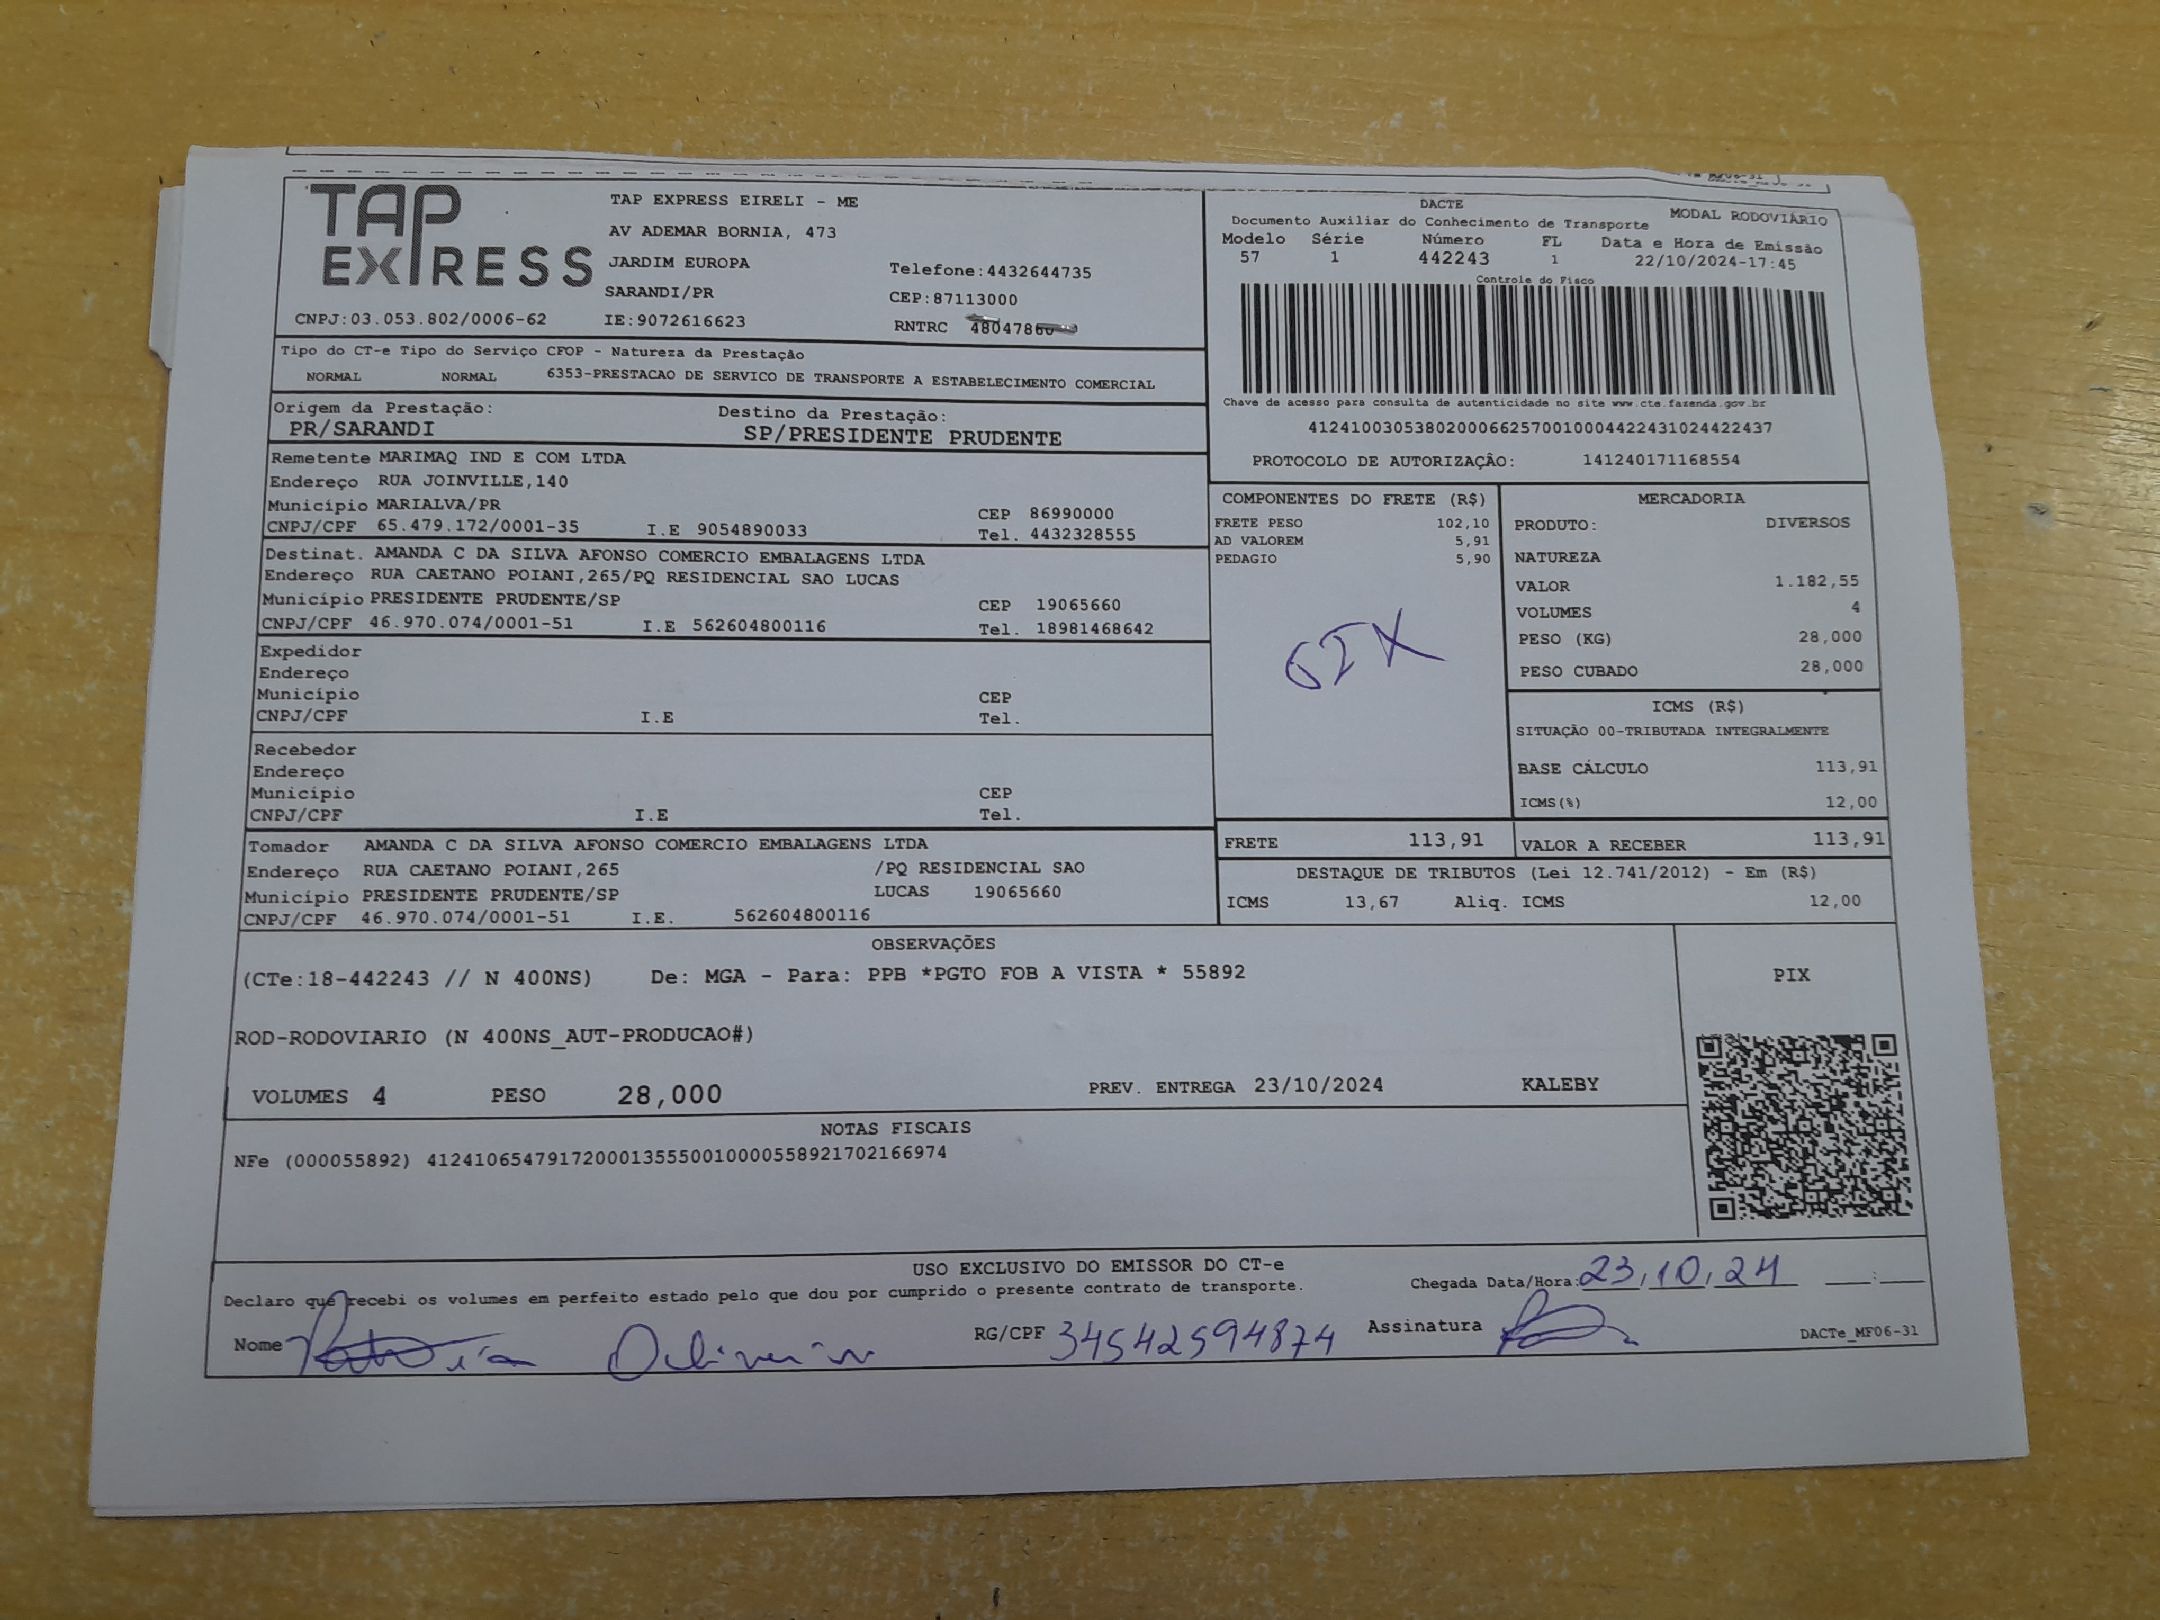 TAP EXPRESS
TAP EXPRESS EIRELI - ME
AV ADEMAR BORNIA, 473
JARDIM EUROPA
Telefone:4432644735
SARANDI/PR
CEP:87113000
CNPJ:03.053.802/0006-62 IE:9072616623
RNTRC 480478
DACTE
MODAL RODOVIÁRIO
Documento Auxiliar do Conhecimento de Transporte
Modelo Série Número FL Data e Hora de Emissão
57 1 442243 1 22/10/2024-17:45
Controle do Fisco
Chave de acesso para consulta de autenticidade no site www.cte.fazenda.gov.br
41241003053802000662570010004422431024422437
PROTOCOLO DE AUTORIZAÇÂO: 141240171168554
Tipo do CT-e Tipo do Serviço CFOP - Natureza da Prestação
NORMAL NORMAL 6353-PRESTACAO DE SERVICO DE TRANSPORTE A ESTABELECIMENTO COMERCIAL
Origem da Prestação: Destino da Prestação:
PR/SARANDI SP/PRESIDENTE PRUDENTE
Remetente MARIMAQ IND E COM LTDA
Endereço RUA JOINVILLE,140
Município MARIALVA/PR CEP 86990000
CNPJ/CPF 65.479.172/0001-35 I.E 9054890033 Tel. 4432328555
Destinat. AMANDA C DA SILVA AFONSO COMERCIO EMBALAGENS LTDA
Endereço RUA CAETANO POIANI,265/PQ RESIDENCIAL SAO LUCAS
Município PRESIDENTE PRUDENTE/SP CEP 19065660
CNPJ/CPF 46.970.074/0001-51 I.E 562604800116 Tel. 18981468642
Expedidor
Endereço
Município CEP
CNPJ/CPF I.E Tel.
Recebedor
Endereço
Município CEP
CNPJ/CPF I.E Tel.
Tomador AMANDA C DA SILVA AFONSO COMERCIO EMBALAGENS LTDA
Endereço RUA CAETANO POIANI,265 /PQ RESIDENCIAL SAO
Município PRESIDENTE PRUDENTE/SP LUCAS 19065660
CNPJ/CPF 46.970.074/0001-51 I.E. 562604800116
COMPONENTES DO FRETE (R$)
FRETE PESO 102,10
AD VALOREM 5,91
PEDAGIO 5,90
MERCADORIA
PRODUTO: DIVERSOS
NATUREZA
VALOR 1.182,55
VOLUMES 4
PESO (KG) 28,000
PESO CUBADO 28,000
ICMS (R$)
SITUAÇÃO 00-TRIBUTADA INTEGRALMENTE
BASE CÁLCULO 113,91
ICMS(%) 12,00
FRETE 113,91 VALOR A RECEBER 113,91
DESTAQUE DE TRIBUTOS (Lei 12.741/2012) - Em (R$)
ICMS 13,67 Aliq. ICMS 12,00
OBSERVAÇÕES
(CTe:18-442243 // N 400NS) De: MGA - Para: PPB *PGTO FOB A VISTA * 55892
ROD-RODOVIARIO (N 400NS_AUT-PRODUCAO#)
VOLUMES 4 PESO 28,000 PREV. ENTREGA 23/10/2024 KALEBY
PIX
NOTAS FISCAIS
NFe (000055892) 41241065479172000135550010000558921702166974
USO EXCLUSIVO DO EMISSOR DO CT-e
Declaro que recebi os volumes em perfeito estado pelo que dou por cumprido o presente contrato de transporte.
Chegada Data/Hora: 23,10,24
Nome RG/CPF 34542594874 Assinatura
DACTe_MF06-31